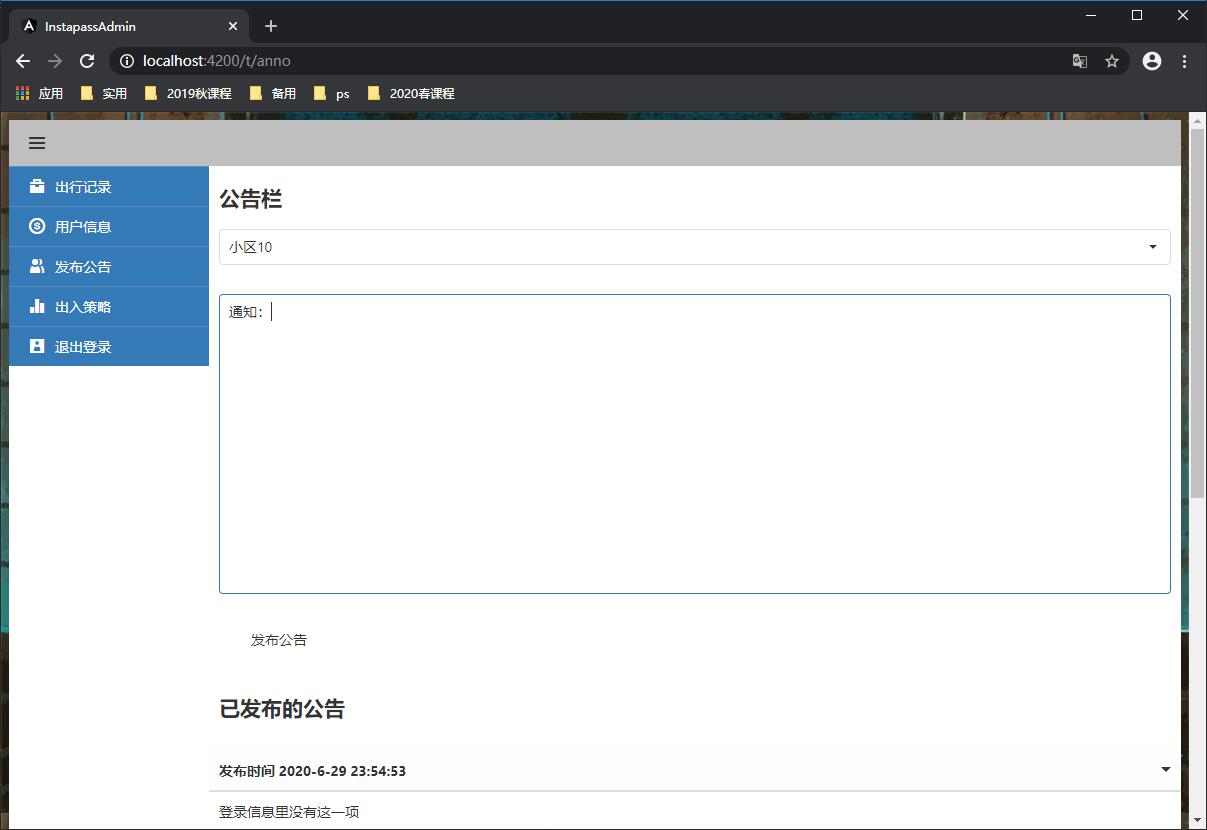 InstapassAdmin
localhost:4200/t/anno
应用 实用 2019秋课程 备用 ps 2020春课程
出行记录
用户信息
发布公告
出入策略
退出登录
公告栏
小区10
通知：
发布公告
已发布的公告
发布时间 2020-6-29 23:54:53
登录信息里没有这一项